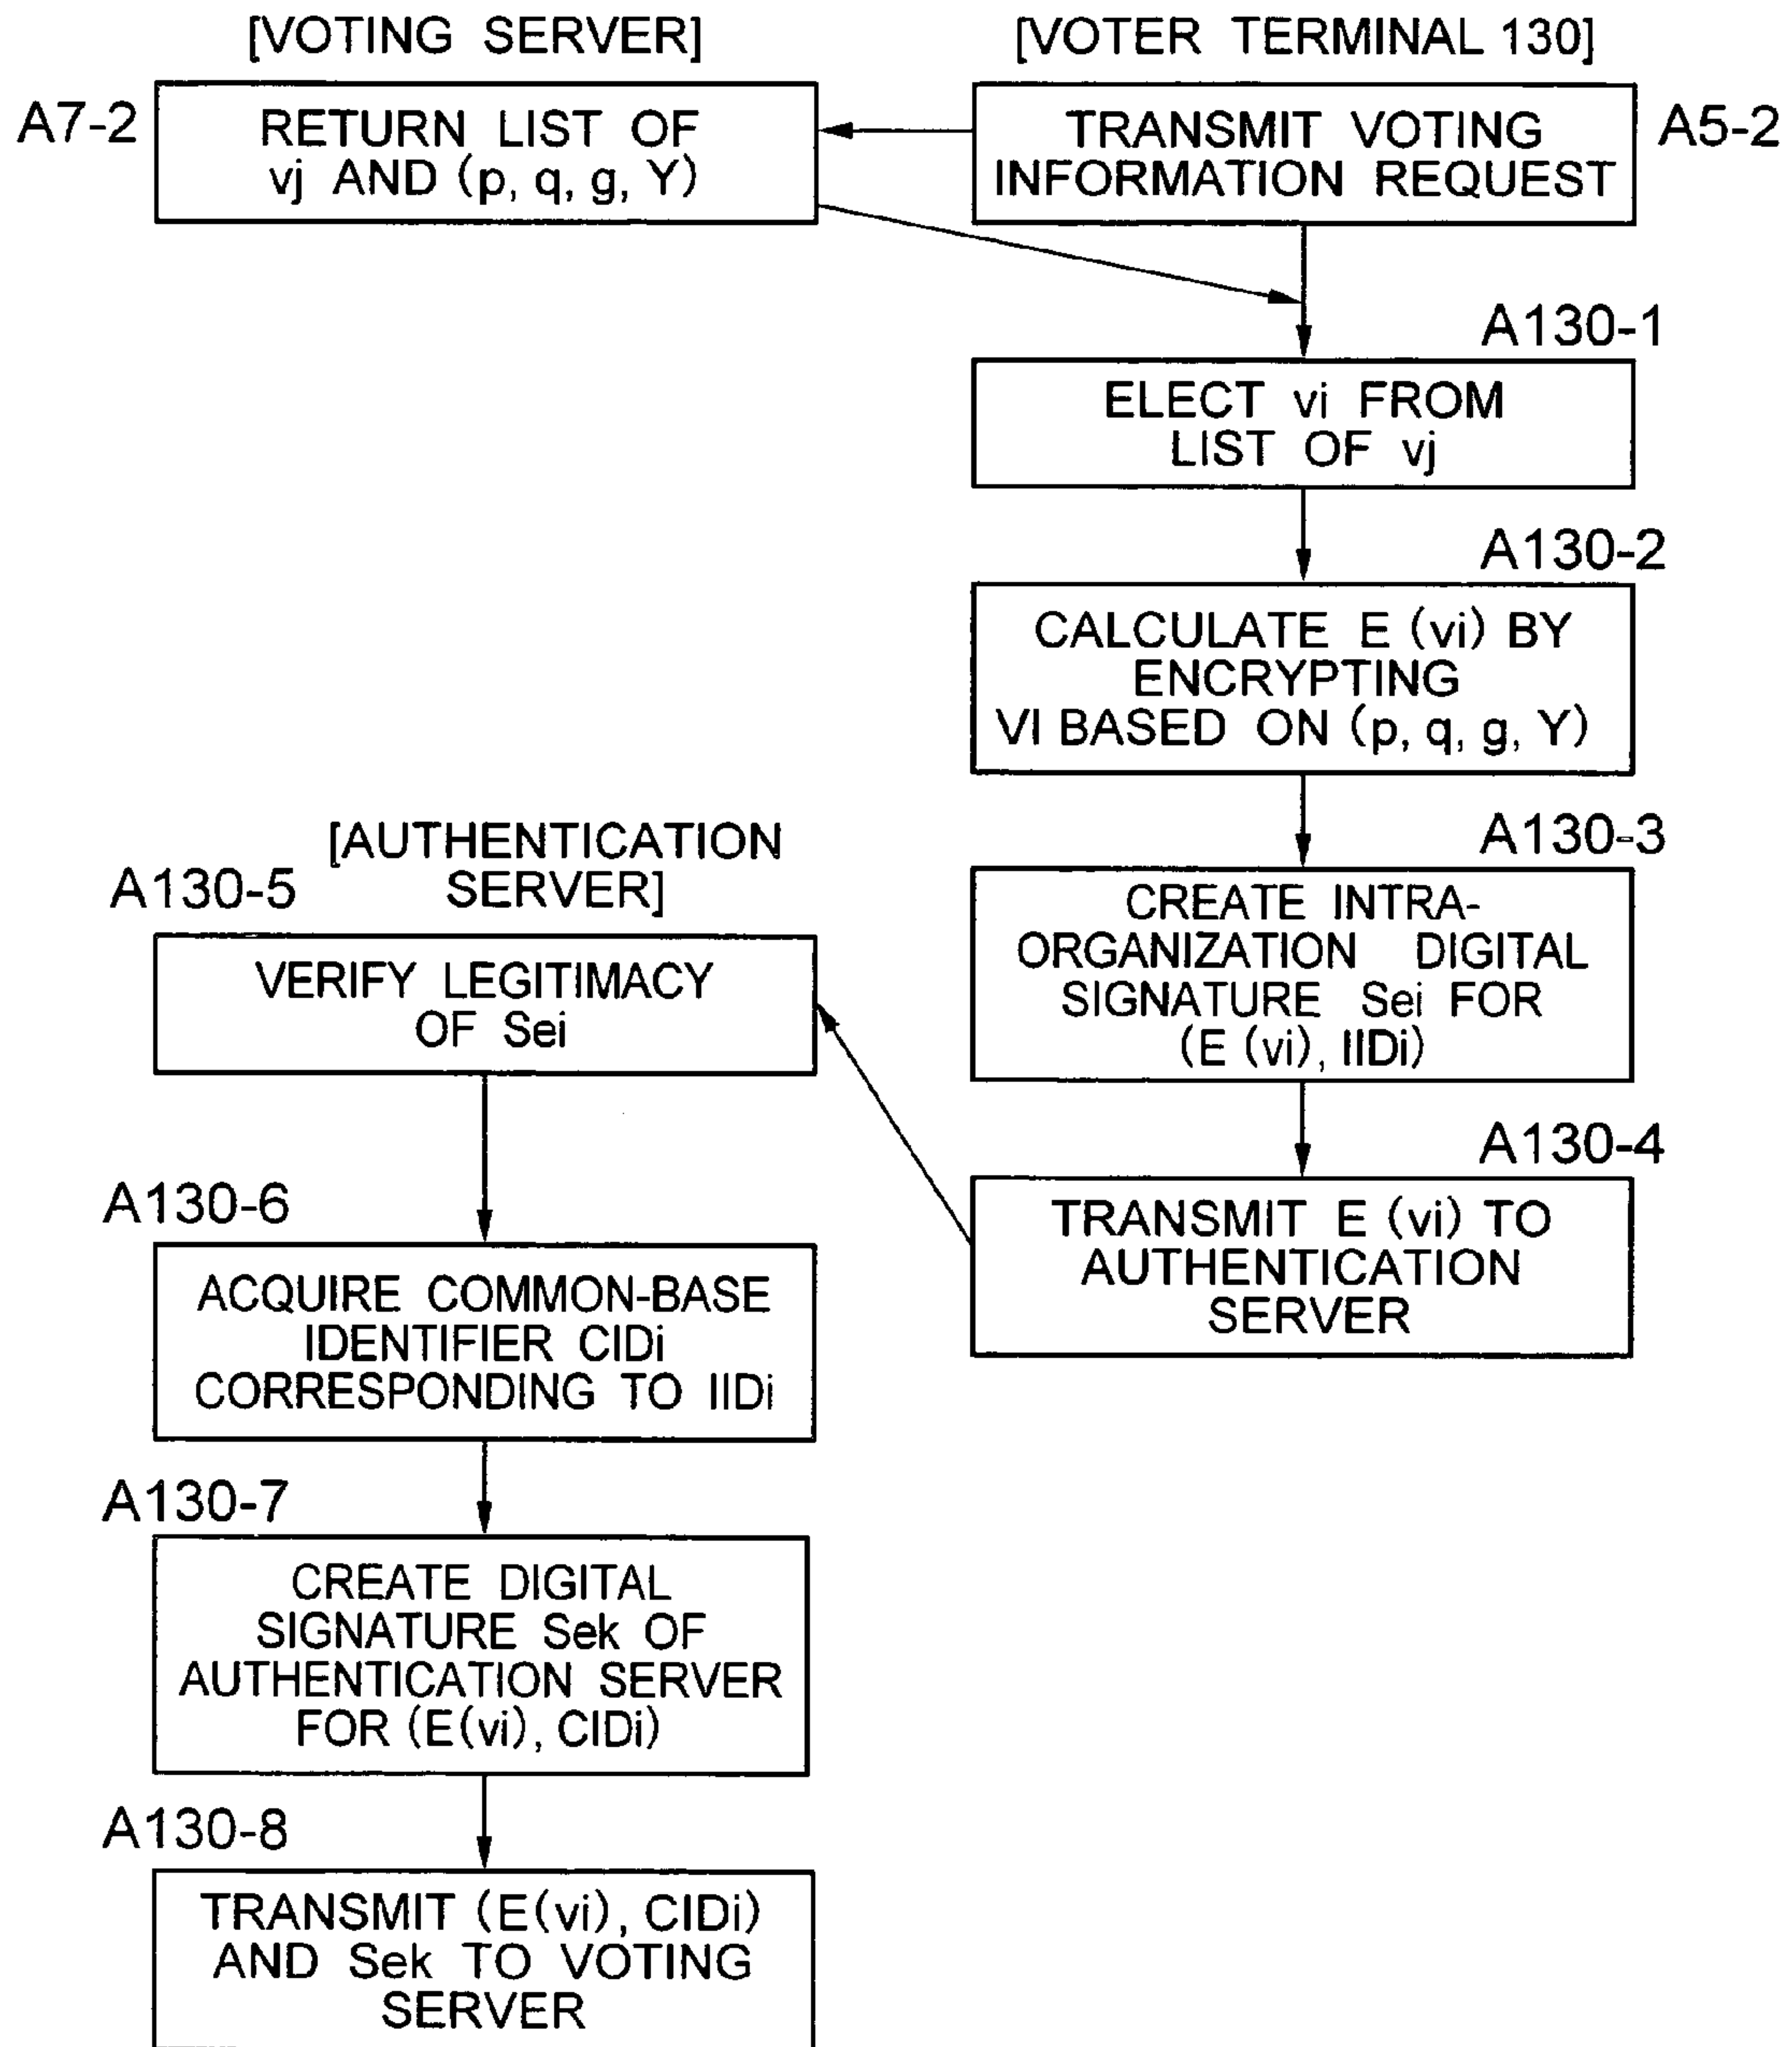 [VOTING SERVER]
[VOTER TERMINAL 130]
A7-2
RETURN LIST OF
vj AND (p, q, g, Y)
TRANSMIT VOTING
INFORMATION REQUEST
A5-2
A130-1
ELECT vi FROM
LIST OF vj
A130-2
CALCULATE E (vi) BY
ENCRYPTING
VI BASED ON (p, q, g, Y)
A130-3
CREATE INTRA-
ORGANIZATION DIGITAL
SIGNATURE Sei FOR
(E (vi), IIDi)
A130-4
TRANSMIT E (vi) TO
AUTHENTICATION
SERVER
[AUTHENTICATION
SERVER]
A130-5
VERIFY LEGITIMACY
OF Sei
A130-6
ACQUIRE COMMON-BASE
IDENTIFIER CIDi
CORRESPONDING TO IIDi
A130-7
CREATE DIGITAL
SIGNATURE Sek OF
AUTHENTICATION SERVER
FOR (E(vi), CIDi)
A130-8
TRANSMIT (E(vi), CIDi)
AND Sek TO VOTING
SERVER